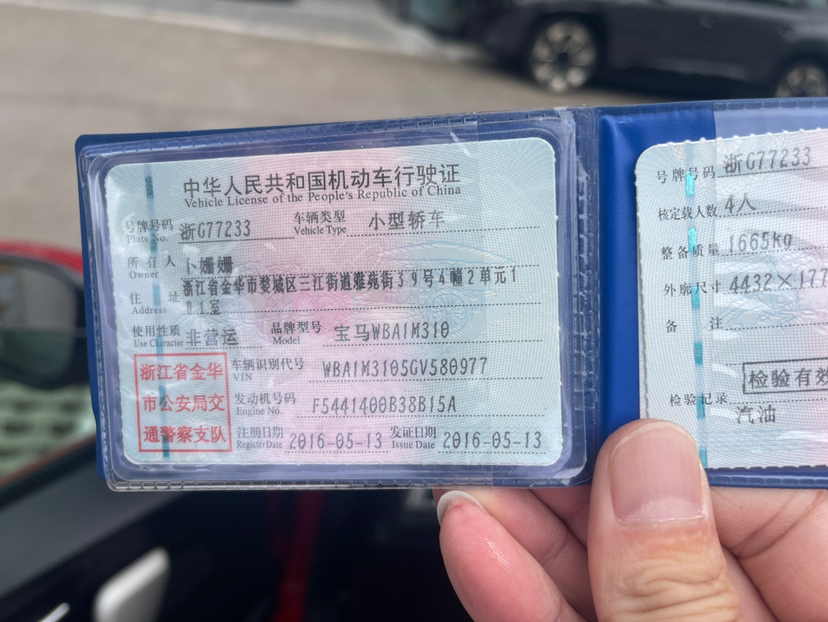 中华人民共和国机动车行驶证
Vehicle License of the People's Republic of China
号牌号码 浙G77233 车辆类型 小型轿车
Plate No. Vehicle Type
所有人 卜姗姗
Owner
住址 浙江省金华市婺城区三江街道雅苑街39号4幢2单元1
Address 01室
使用性质 非营运 品牌型号 宝马WBA1M310
Use Character Model
浙江省金华
市公安局交
通警察支队
车辆识别代号 WBA1M3105GV580977
VIN
发动机号码 F5441400B38B15A
Engine No.
注册日期 2016-05-13 发证日期 2016-05-13
Register Date Issue Date
号牌号码 浙G77233
核定载人数 4人
整备质量 1665kg
外廓尺寸 4432×177
备注
检验有效
检验记录
汽油